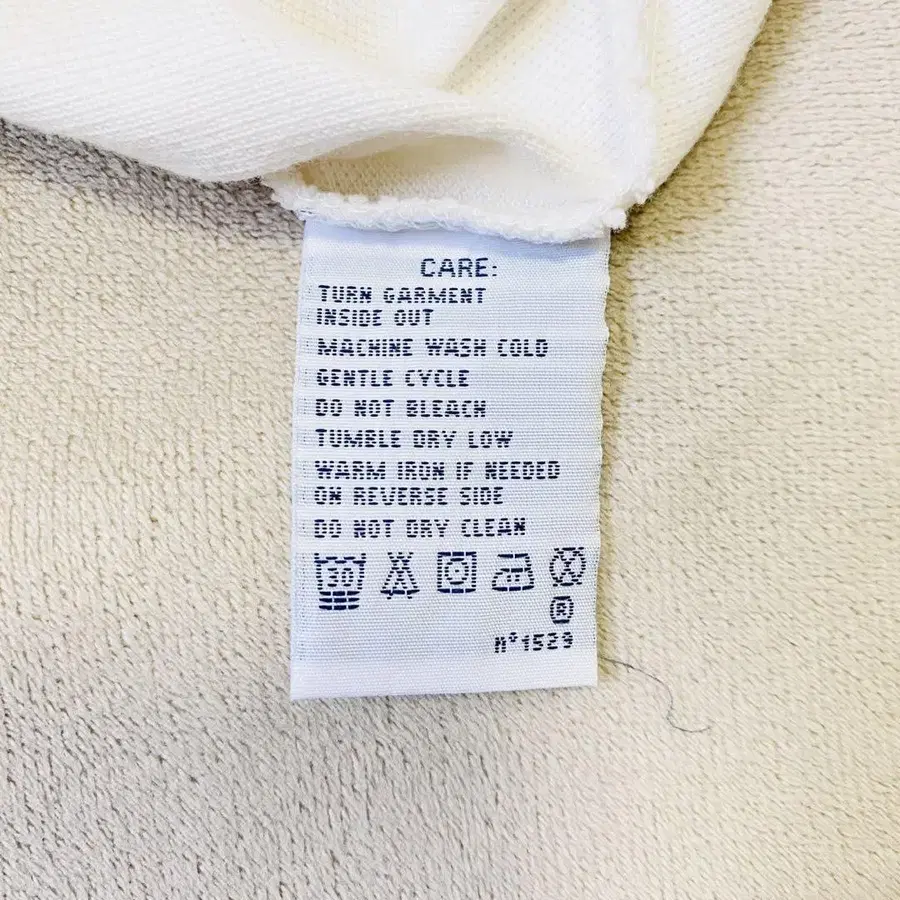 CARE:
TURN GARMENT
INSIDE OUT
MACHINE WASH COLD
GENTLE CYCLE
DO NOT BLEACH
TUMBLE DRY LOW
WARM IRON IF NEEDED
ON REVERSE SIDE
DO NOT DRY CLEAN
30
®
n°1529